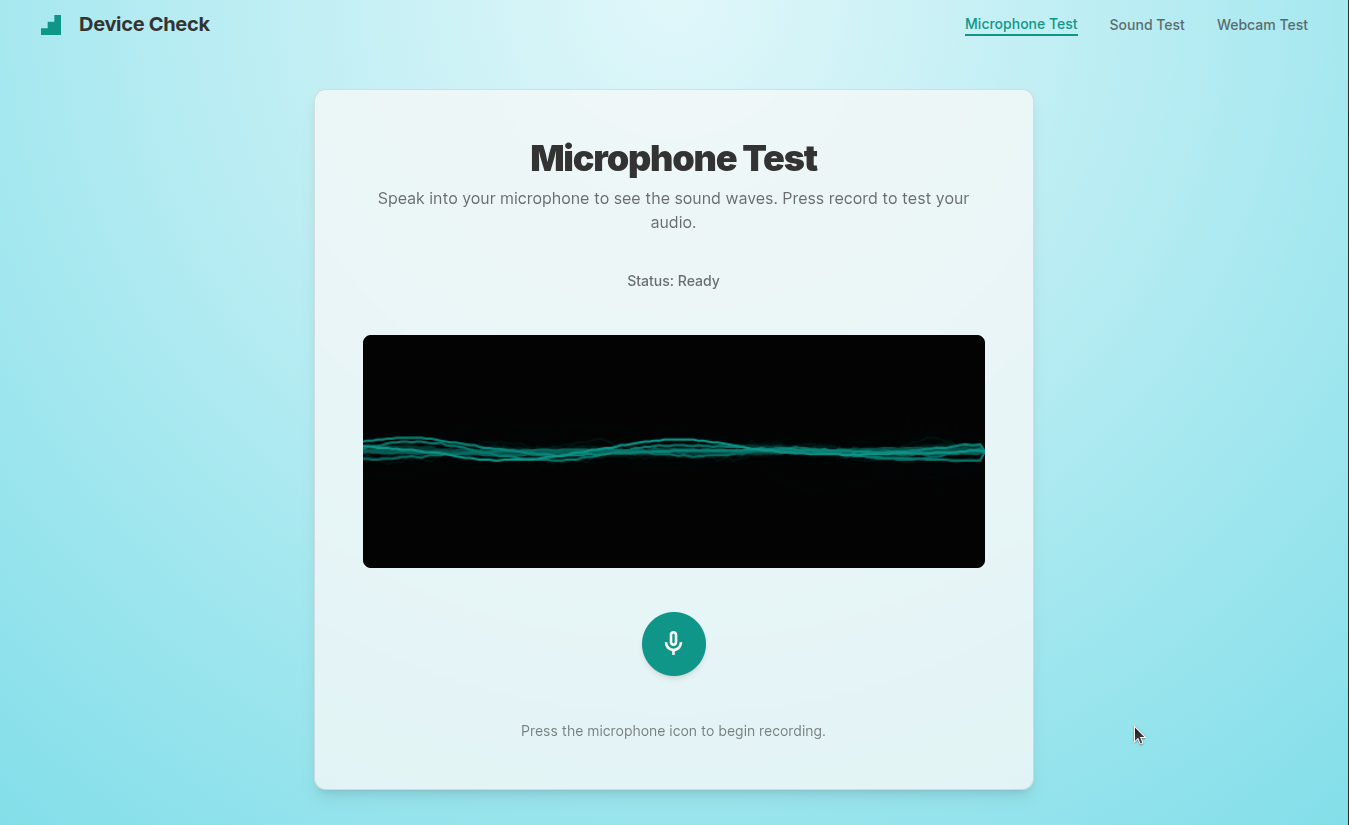 Device Check
Microphone Test
Sound Test
Webcam Test
Microphone Test
Speak into your microphone to see the sound waves. Press record to test your
audio.
Status: Ready
Press the microphone icon to begin recording.